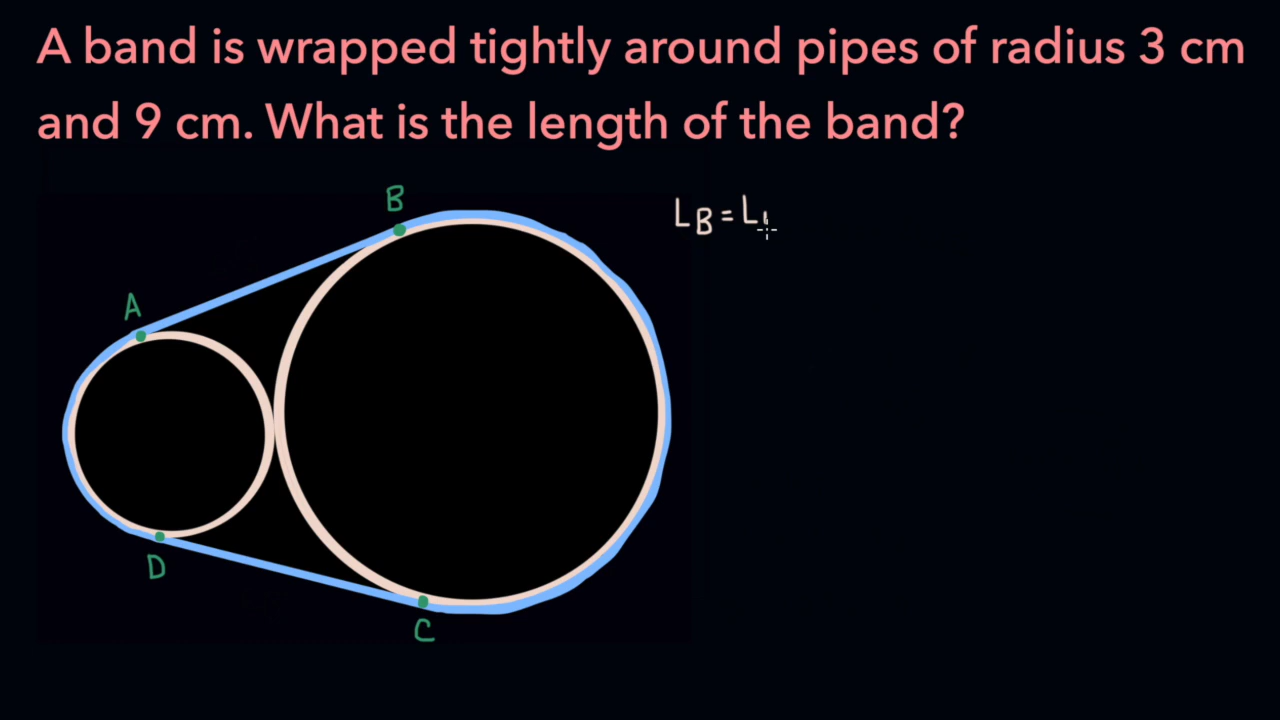 A band is wrapped tightly around pipes of radius 3 cm
and 9 cm. What is the length of the band?
B
L_B = L
A
D
C